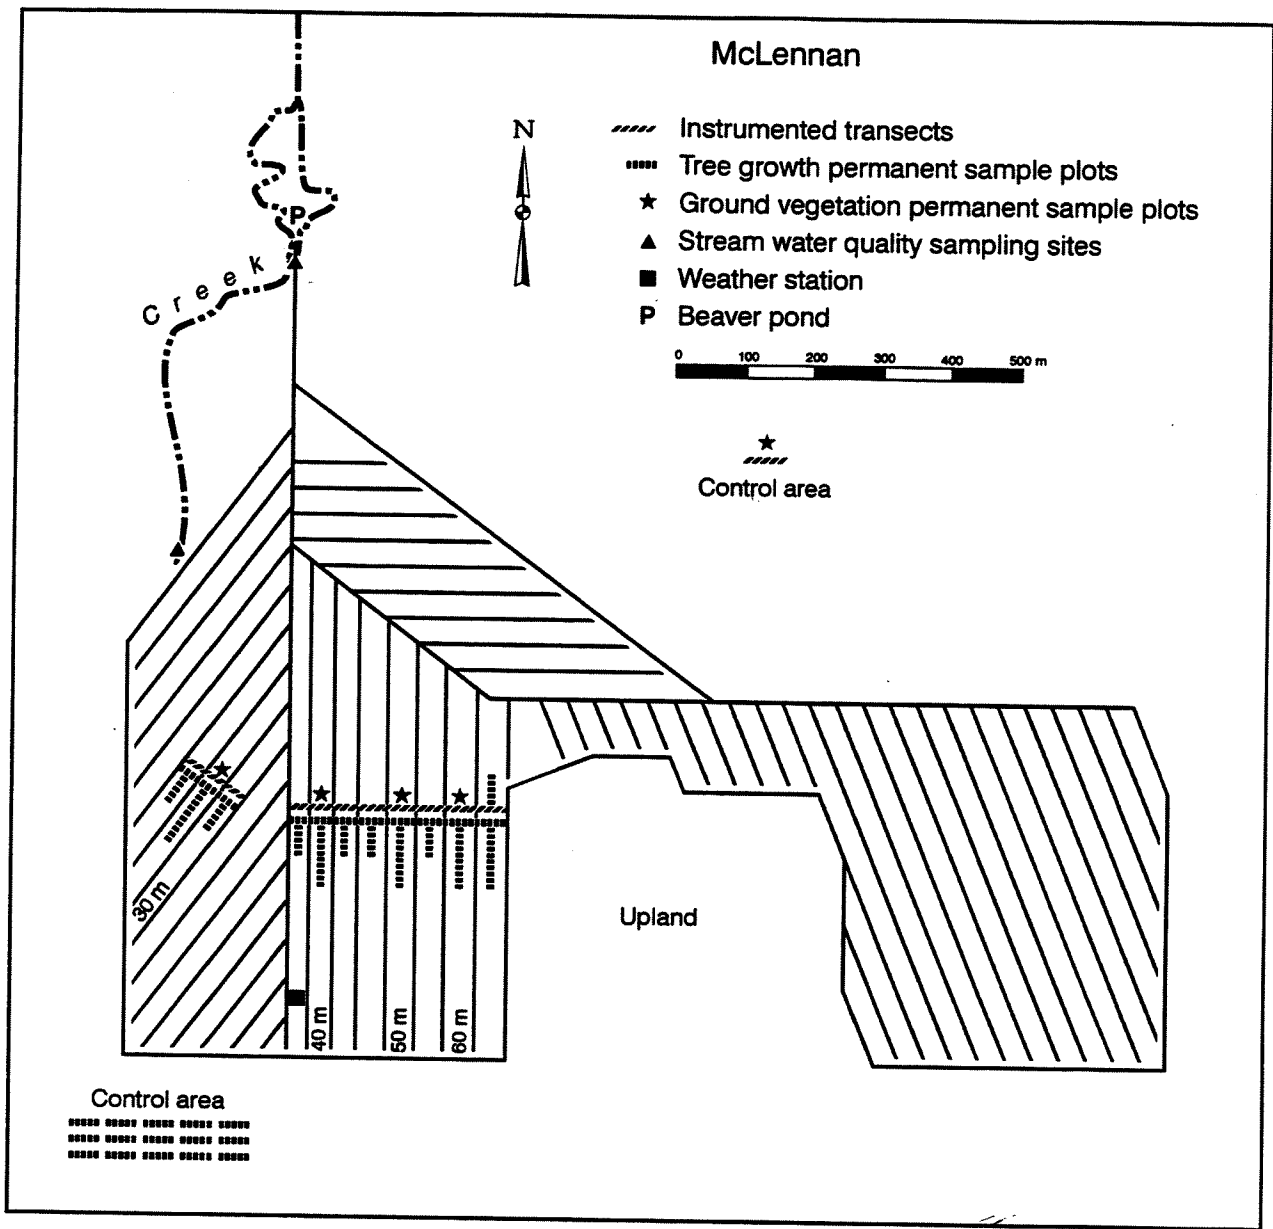 McLennan
N
Instrumented transects
Tree growth permanent sample plots
Ground vegetation permanent sample plots
Stream water quality sampling sites
Weather station
P Beaver pond
0 100 200 300 400 500 m
P
Creek
Control area
30 m
40 m
50 m
60 m
Upland
Control area